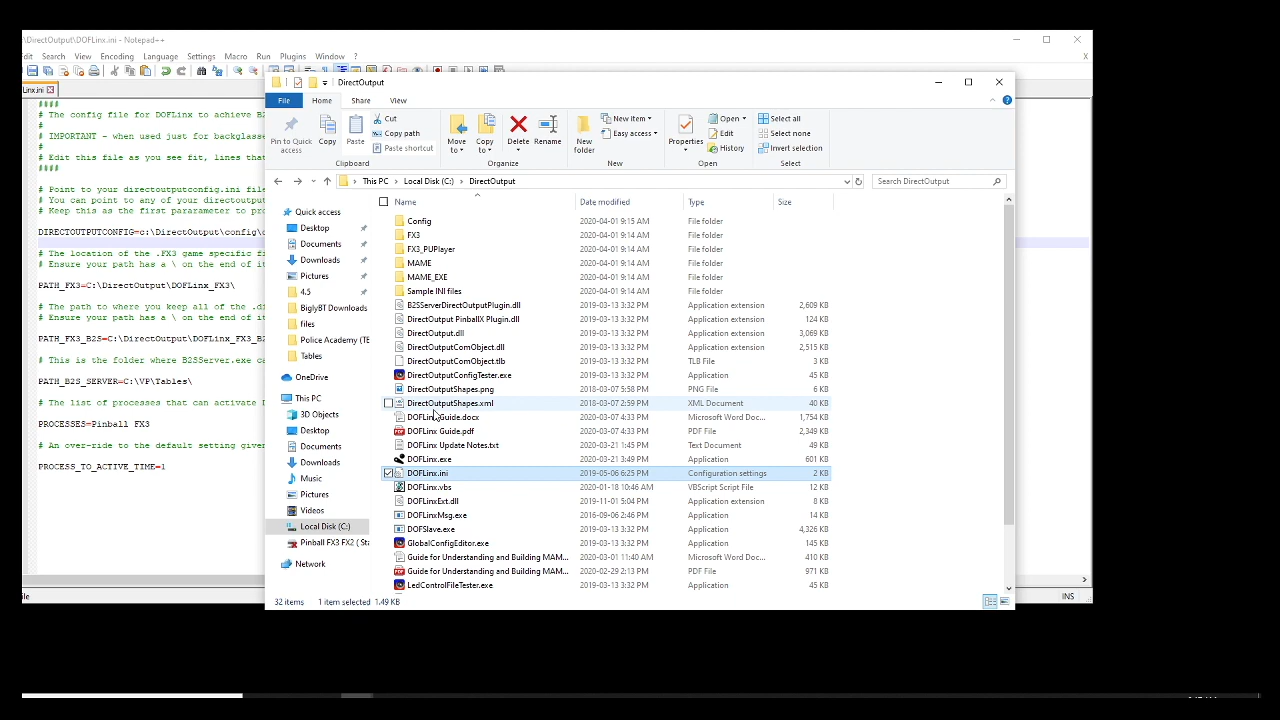 \DirectOutput\DOFLinx.ini - Notepad++
dit Search View Encoding Language Settings Macro Run Plugins Window ? X
Linx.ini
####
# The config file for DOFLinx to achieve B2
#
# IMPORTANT - when used just for backglass
#
# Edit this file as you see fit, lines that
####
# Point to your directoutputconfig.ini file
# You can point to any of your directoutput
# Keep this as the first pararameter to pro
DIRECTOUTPUTCONFIG=c:\DirectOutput\config\
# The location of the .FX3 game specific fi
# Ensure your path has a \ on the end of it
PATH_FX3=C:\DirectOutput\DOFLinx_FX3\
# The path to where you keep all of the .di
# Ensure your path has a \ on the end of it
PATH_FX3_B2S=C:\DirectOutput\DOFLinx_FX3_B2
# This is the folder where B2SServer.exe ca
PATH_B2S_SERVER=C:\VP\Tables\
# The list of processes that can activate D
PROCESSES=Pinball FX3
# An over-ride to the default setting given
PROCESS_TO_ACTIVE_TIME=1
ile INS
DirectOutput
File Home Share View
Pin to Quick access
Copy
Paste
Cut
Copy path
Paste shortcut
Move to
Copy to
Delete
Rename
New folder
New item
Easy access
Properties
Open
Edit
History
Select all
Select none
Invert selection
Clipboard Organize New Open Select
This PC > Local Disk (C:) > DirectOutput
Search DirectOutput
Quick access
Desktop
Documents
Downloads
Pictures
4.5
BiglyBT Downloads
files
Police Academy (TE
Tables
OneDrive
This PC
3D Objects
Desktop
Documents
Downloads
Music
Pictures
Videos
Local Disk (C:)
Pinball FX3 FX2 ( Sta
Network
Name Date modified Type Size
Config 2020-04-01 9:15 AM File folder
FX3 2020-04-01 9:14 AM File folder
FX3_PUPlayer 2020-04-01 9:14 AM File folder
MAME 2020-04-01 9:14 AM File folder
MAME_EXE 2020-04-01 9:14 AM File folder
Sample INI files 2020-04-01 9:14 AM File folder
B2SServerDirectOutputPlugin.dll 2019-03-13 3:32 PM Application extension 2,609 KB
DirectOutput PinballX Plugin.dll 2019-03-13 3:32 PM Application extension 124 KB
DirectOutput.dll 2019-03-13 3:32 PM Application extension 3,069 KB
DirectOutputComObject.dll 2019-03-13 3:32 PM Application extension 2,515 KB
DirectOutputComObject.tlb 2019-03-13 3:32 PM TLB File 3 KB
DirectOutputConfigTester.exe 2019-03-13 3:32 PM Application 45 KB
DirectOutputShapes.png 2018-03-07 5:58 PM PNG File 6 KB
DirectOutputShapes.xml 2018-03-07 2:59 PM XML Document 40 KB
DOFLinx Guide.docx 2020-03-07 4:33 PM Microsoft Word Doc... 1,754 KB
DOFLinx Guide.pdf 2020-03-07 4:33 PM PDF File 2,349 KB
DOFLinx Update Notes.txt 2020-03-21 1:45 PM Text Document 49 KB
DOFLinx.exe 2020-03-21 1:39 PM Application 601 KB
DOFLinx.ini 2019-05-06 6:25 PM Configuration settings 2 KB
DOFLinx.vbs 2020-01-18 10:46 AM VBScript Script File 12 KB
DOFLinxExt.dll 2019-11-01 5:04 PM Application extension 8 KB
DOFLinxMsg.exe 2016-09-06 2:46 PM Application 14 KB
DOFSlave.exe 2019-03-13 3:32 PM Application 4,326 KB
GlobalConfigEditor.exe 2019-03-13 3:32 PM Application 145 KB
Guide for Understanding and Building MAM... 2020-03-01 11:40 AM Microsoft Word Doc... 410 KB
Guide for Understanding and Building MAM... 2020-02-29 2:13 PM PDF File 971 KB
LedControlFileTester.exe 2019-03-13 3:32 PM Application 45 KB
32 items 1 item selected 1.49 KB